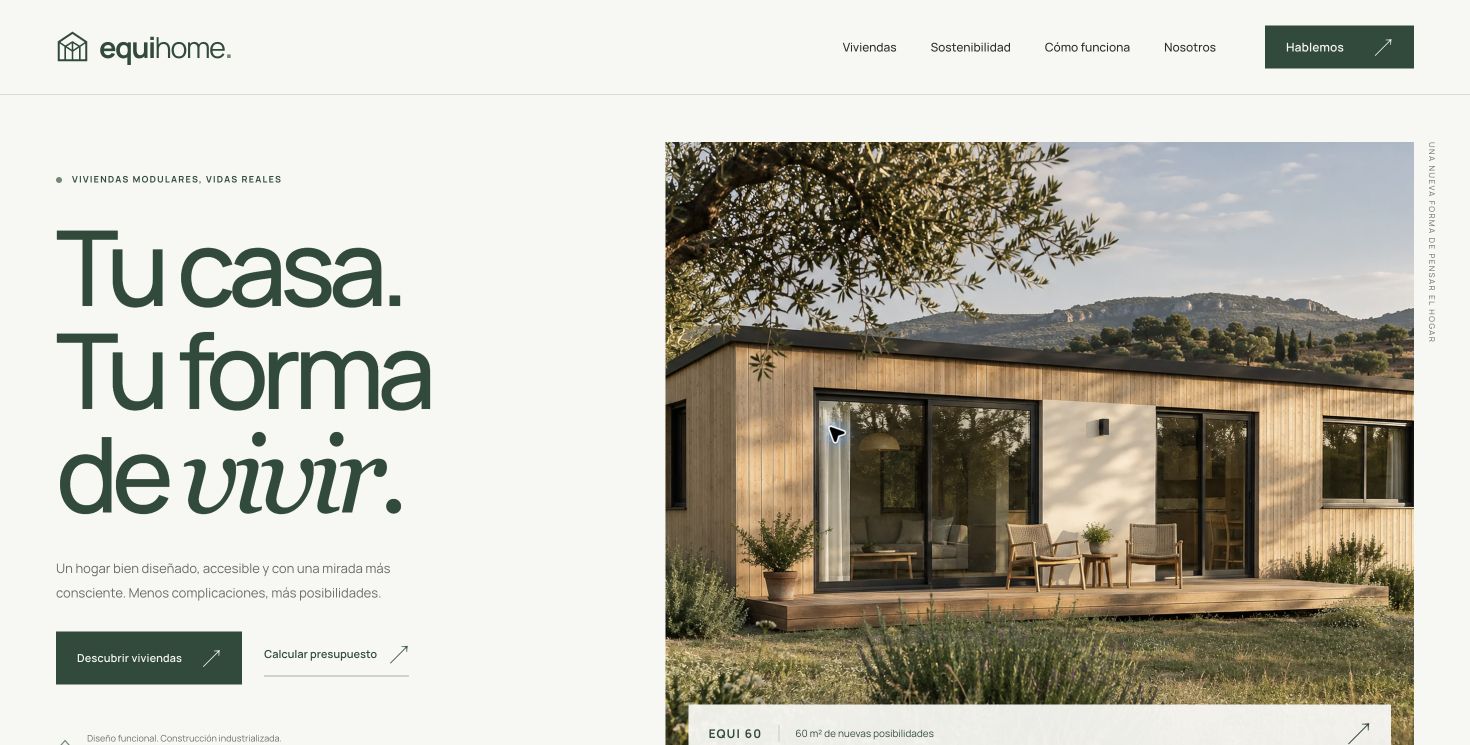 equihome.
Viviendas
Sostenibilidad
Cómo funciona
Nosotros
Hablemos
VIVIENDAS MODULARES, VIDAS REALES
Tu casa.
Tu forma
de vivir.
Un hogar bien diseñado, accesible y con una mirada más
consciente. Menos complicaciones, más posibilidades.
Descubrir viviendas
Calcular presupuesto
Diseño funcional. Construcción industrializada.
UNA NUEVA FORMA DE PENSAR EL HOGAR
EQUI 60
60 m² de nuevas posibilidades